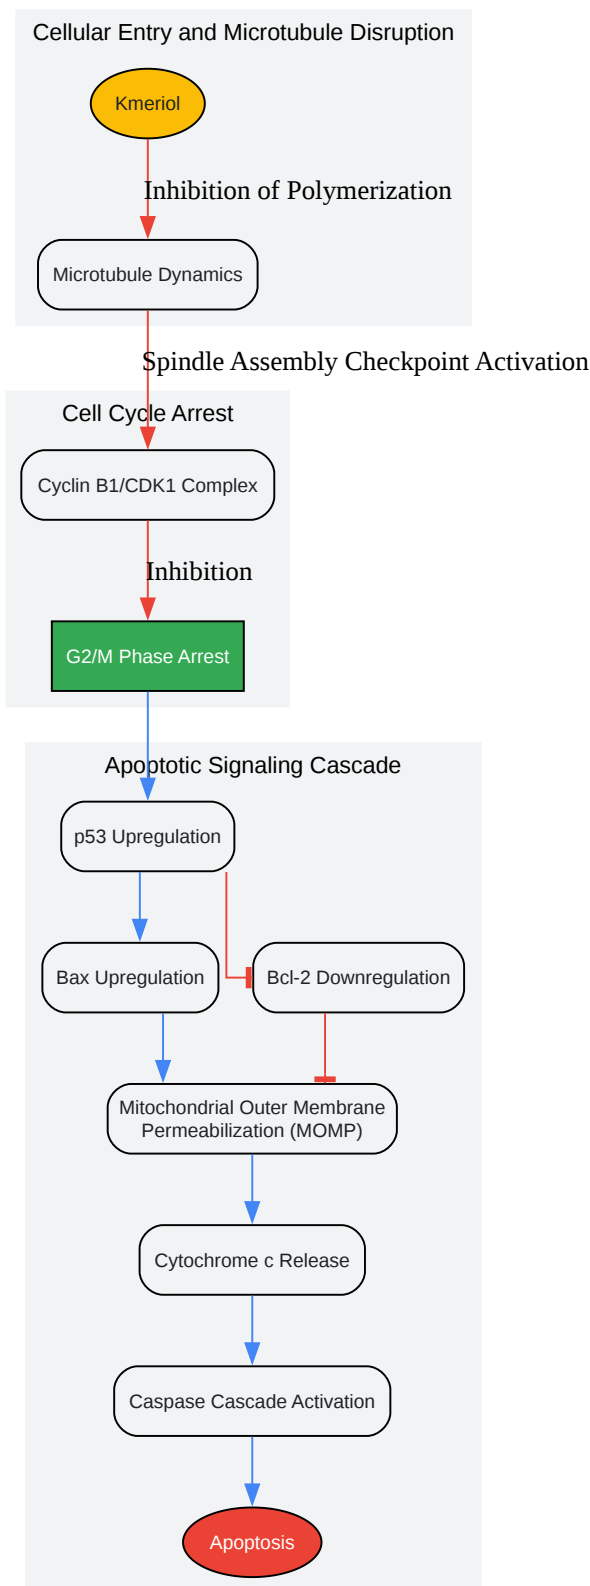 Cellular Entry and Microtubule Disruption
Kmeriol
Inhibition of Polymerization
Microtubule Dynamics
Spindle Assembly Checkpoint Activation
Cell Cycle Arrest
Cyclin B1/CDK1 Complex
Inhibition
G2/M Phase Arrest
Apoptotic Signaling Cascade
p53 Upregulation
Bax Upregulation
Bcl-2 Downregulation
Mitochondrial Outer Membrane
Permeabilization (MOMP)
Cytochrome c Release
Caspase Cascade Activation
Apoptosis